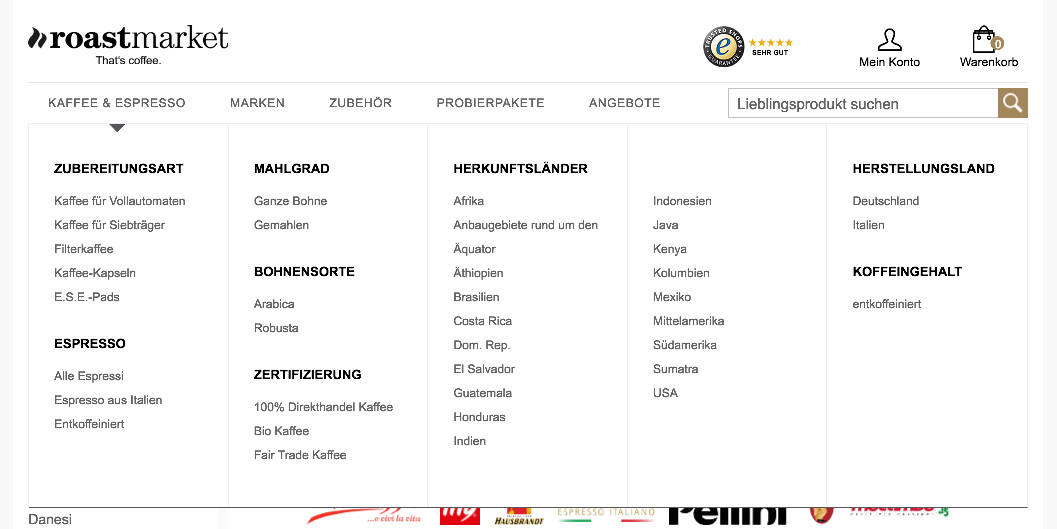 roastmarket
That's coffee.
TRUSTED SHOPS
GUARANTEE
SEHR GUT
Mein Konto
0
Warenkorb
KAFFEE & ESPRESSO
MARKEN
ZUBEHÖR
PROBIERPAKETE
ANGEBOTE
Lieblingsprodukt suchen
ZUBEREITUNGSART
Kaffee für Vollautomaten
Kaffee für Siebträger
Filterkaffee
Kaffee-Kapseln
E.S.E.-Pads
ESPRESSO
Alle Espressi
Espresso aus Italien
Entkoffeiniert
MAHLGRAD
Ganze Bohne
Gemahlen
BOHNENSORTE
Arabica
Robusta
ZERTIFIZIERUNG
100% Direkthandel Kaffee
Bio Kaffee
Fair Trade Kaffee
HERKUNFTSLÄNDER
Afrika
Anbaugebiete rund um den
Äquator
Äthiopien
Brasilien
Costa Rica
Dom. Rep.
El Salvador
Guatemala
Honduras
Indien
Indonesien
Java
Kenya
Kolumbien
Mexiko
Mittelamerika
Südamerika
Sumatra
USA
HERSTELLUNGSLAND
Deutschland
Italien
KOFFEINGEHALT
entkoffeiniert
Danesi
...e vivi la vita
HAUSBRANDT
ESPRESSO ITALIANO
Pellini